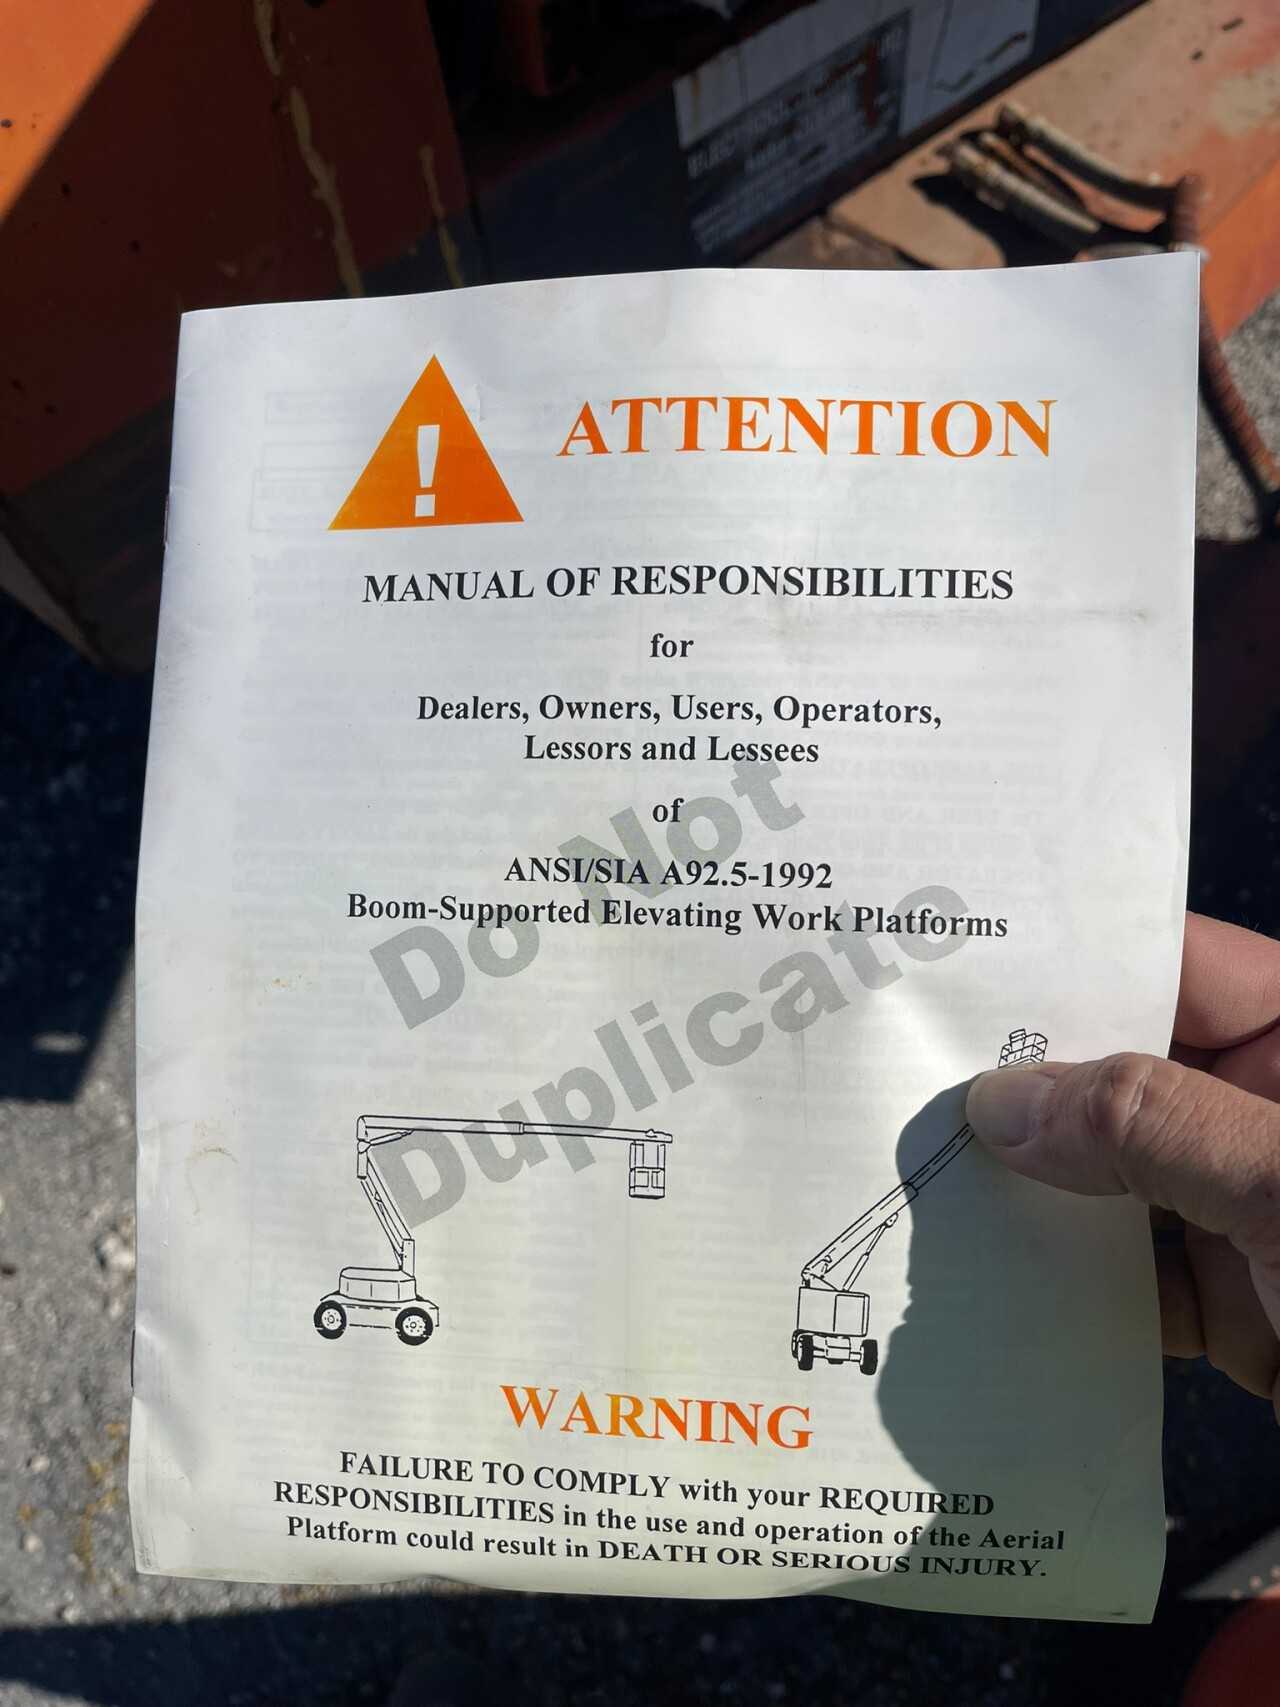 ELECTROCUTION
!
ATTENTION
MANUAL OF RESPONSIBILITIES
for
Dealers, Owners, Users, Operators,
Lessors and Lessees
of
ANSI/SIA A92.5-1992
Boom-Supported Elevating Work Platforms
Do Not
Duplicate
WARNING
FAILURE TO COMPLY with your REQUIRED
RESPONSIBILITIES in the use and operation of the Aerial
Platform could result in DEATH OR SERIOUS INJURY.